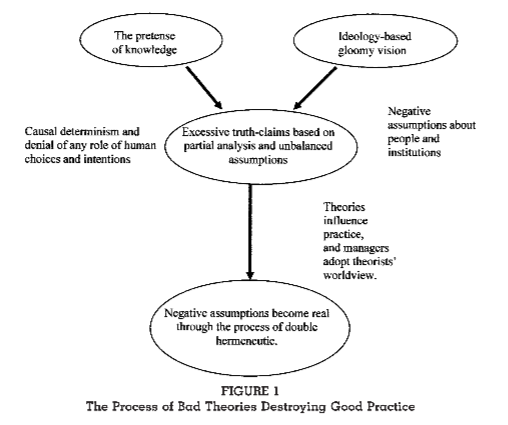 The pretense
of knowledge
Ideology-based
gloomy vision
Causal determinism and
denial of any role of human
choices and intentions
Excessive truth-claims based on
partial analysis and unbalanced
assumptions
Negative
assumptions about
people and
institutions
Theories
influence
practice,
and managers
adopt theorists'
worldview.
Negative assumptions become real
through the process of double
hermeneutic.
FIGURE 1
The Process of Bad Theories Destroying Good Practice